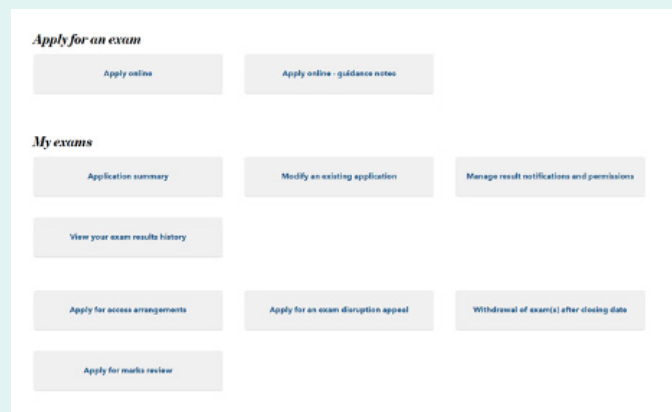 Apply for an exam
Apply online
Apply online - guidance notes
My exams
Application summary
Modify an existing application
Manage result notifications and permissions
View your exam results history
Apply for access arrangements
Apply for an exam disruption appeal
Withdrawal of exam(s) after closing date
Apply for marks review